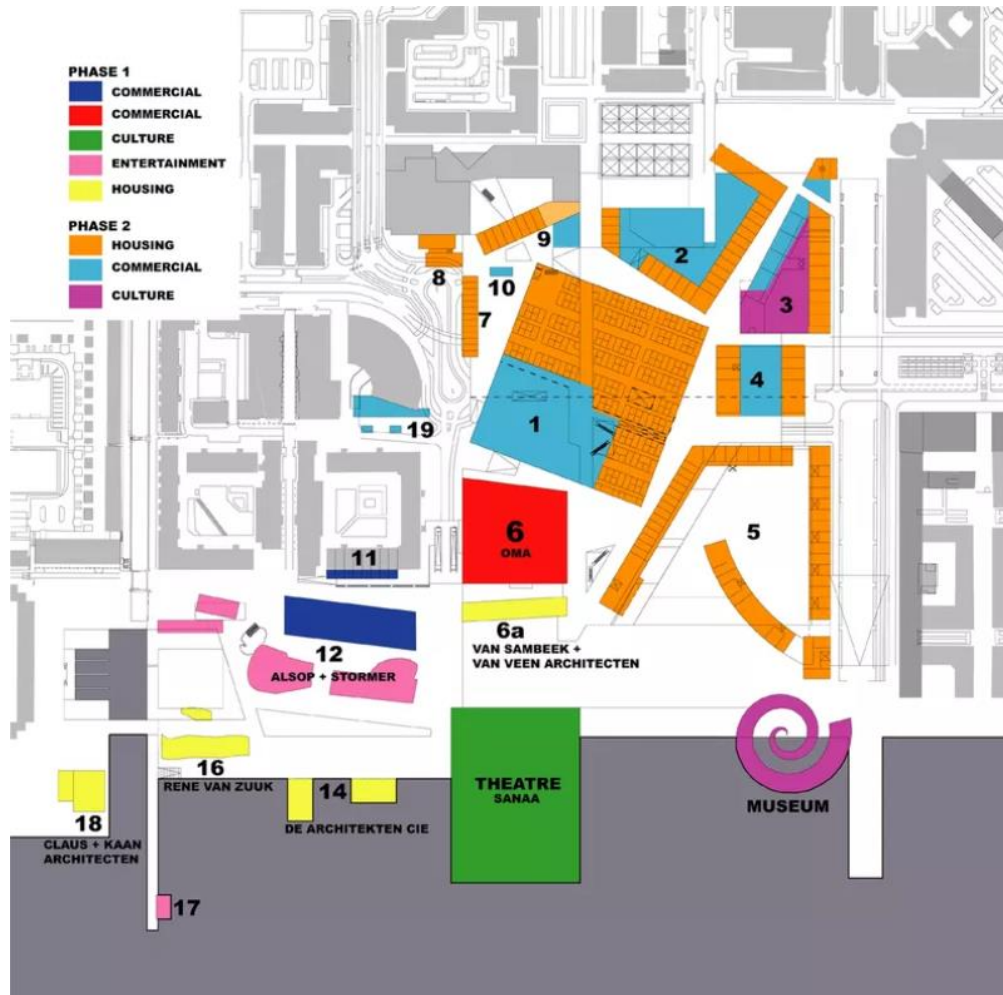 PHASE 1
COMMERCIAL
COMMERCIAL
CULTURE
ENTERTAINMENT
HOUSING
PHASE 2
HOUSING
COMMERCIAL
CULTURE
9
2
8
10
3
7
4
1
19
6
OMA
5
11
6a
VAN SAMBEEK +
VAN VEEN ARCHITECTEN
12
ALSOP + STORMER
16
RENE VAN ZUUK
THEATRE
SANAA
MUSEUM
14
DE ARCHITEKTEN CIE
18
CLAUS + KAAN
ARCHITECTEN
17